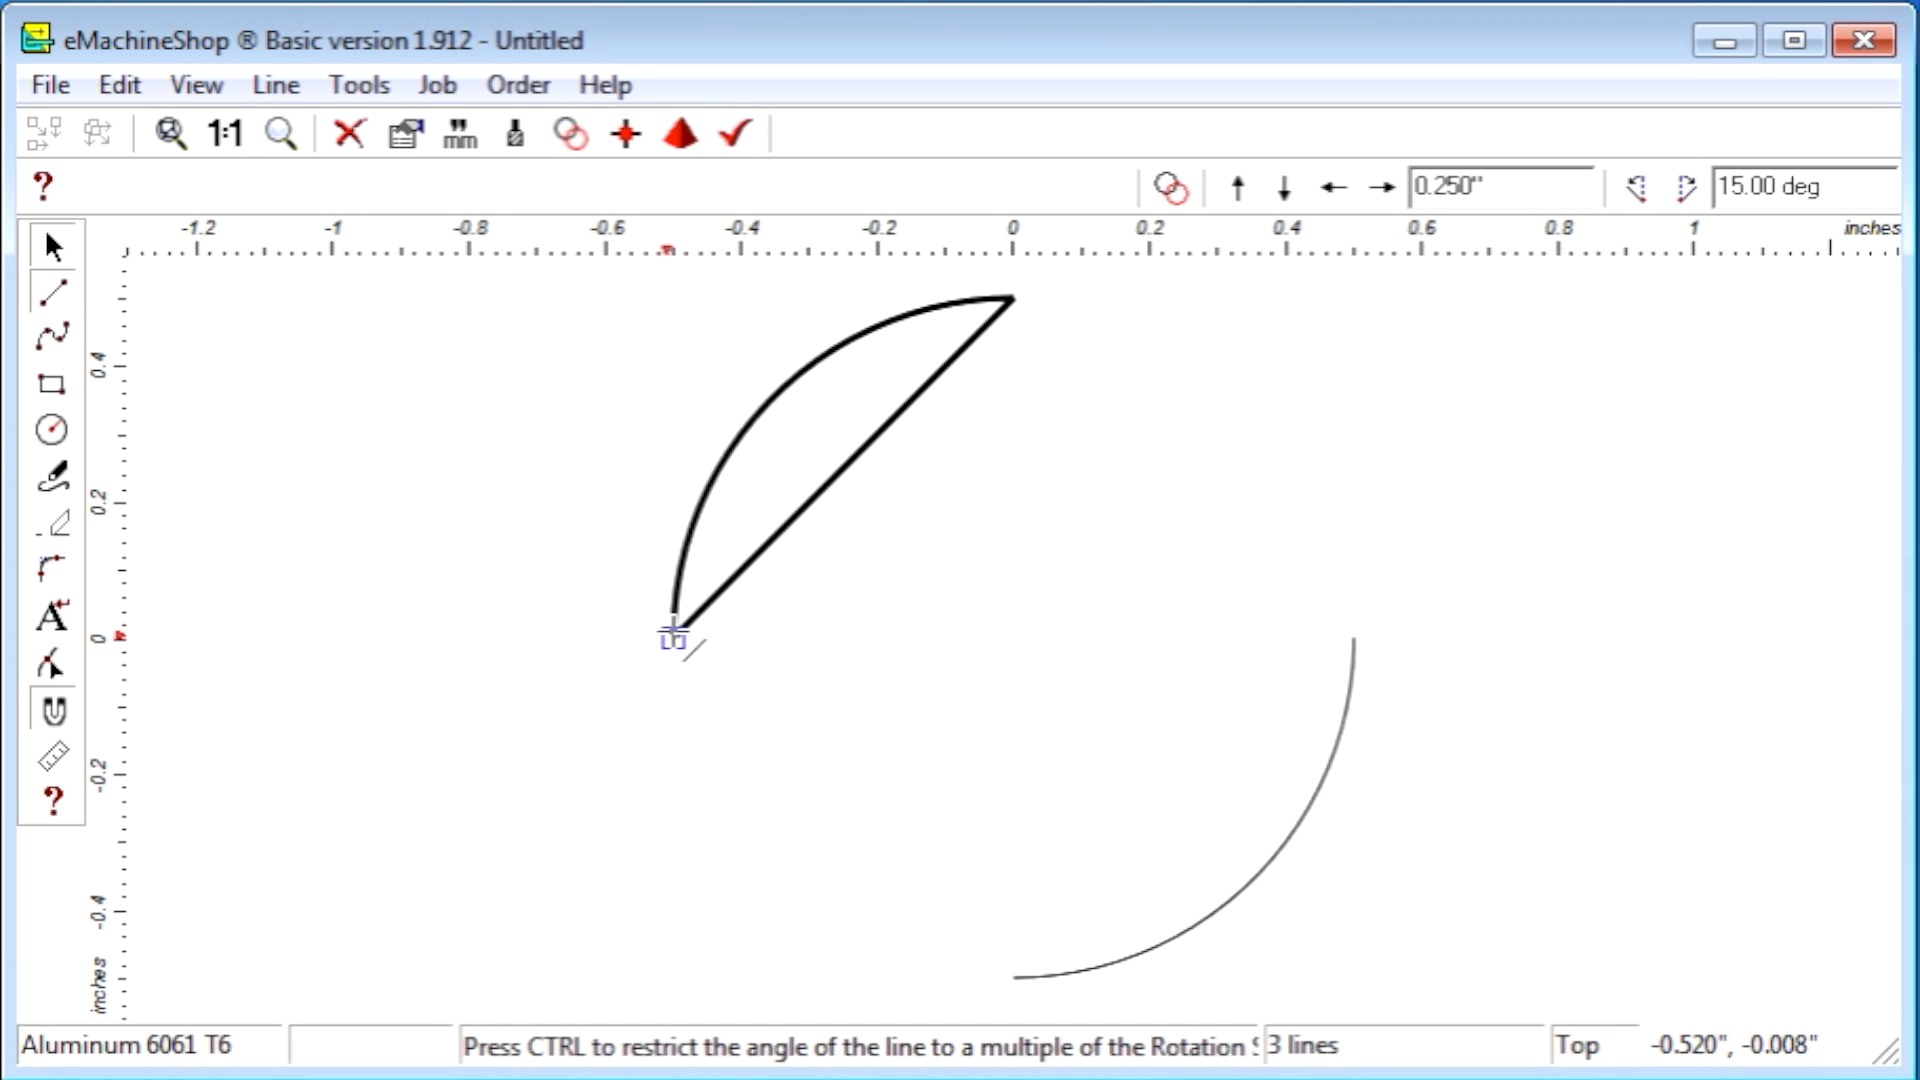 eMachineShop ® Basic version 1.912 - Untitled
File Edit View Line Tools Job Order Help
1:1 mm
? 0.250" 15.00 deg
-1.2 -1 -0.8 -0.6 -0.4 -0.2 0 0.2 0.4 0.6 0.8 1 inches
0.4
0.2
0
-0.2
-0.4
inches
A
?
Aluminum 6061 T6 Press CTRL to restrict the angle of the line to a multiple of the Rotation 3 lines Top -0.520", -0.008"